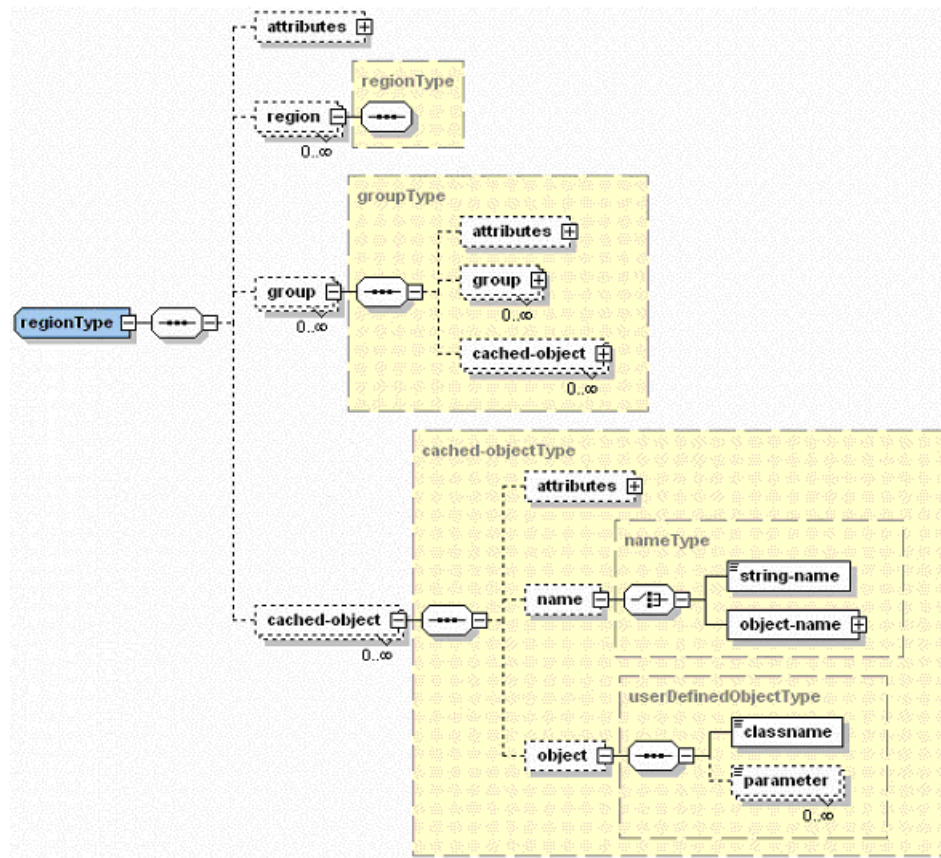 attributes
regionType
region
0..∞
groupType
attributes
group
0..∞
cached-object
0..∞
group
0..∞
regionType
cached-objectType
attributes
nameType
string-name
name
object-name
cached-object
0..∞
userDefinedObjectType
classname
object
parameter
0..∞